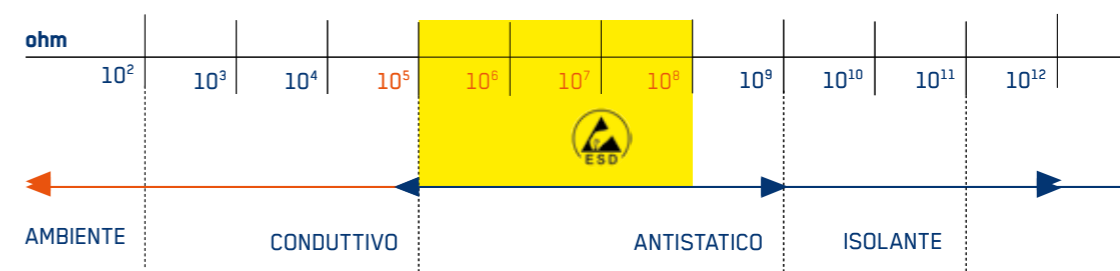 ohm
10² 10³ 10⁴ 10⁵ 10⁶ 10⁷ 10⁸ 10⁹ 10¹⁰ 10¹¹ 10¹²
ESD
AMBIENTE CONDUTTIVO ANTISTATICO ISOLANTE